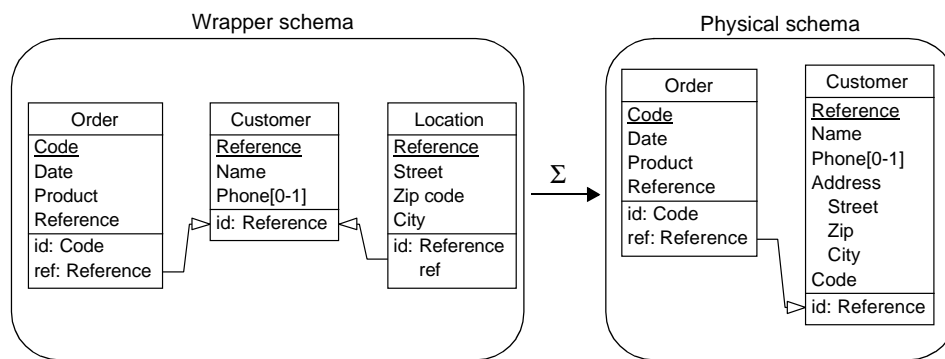 Wrapper schema
Order
Code
Date
Product
Reference
id: Code
ref: Reference
Customer
Reference
Name
Phone[0-1]
id: Reference
Location
Reference
Street
Zip code
City
id: Reference
ref
Σ
Physical schema
Order
Code
Date
Product
Reference
id: Code
ref: Reference
Customer
Reference
Name
Phone[0-1]
Address
Street
Zip
City
Code
id: Reference